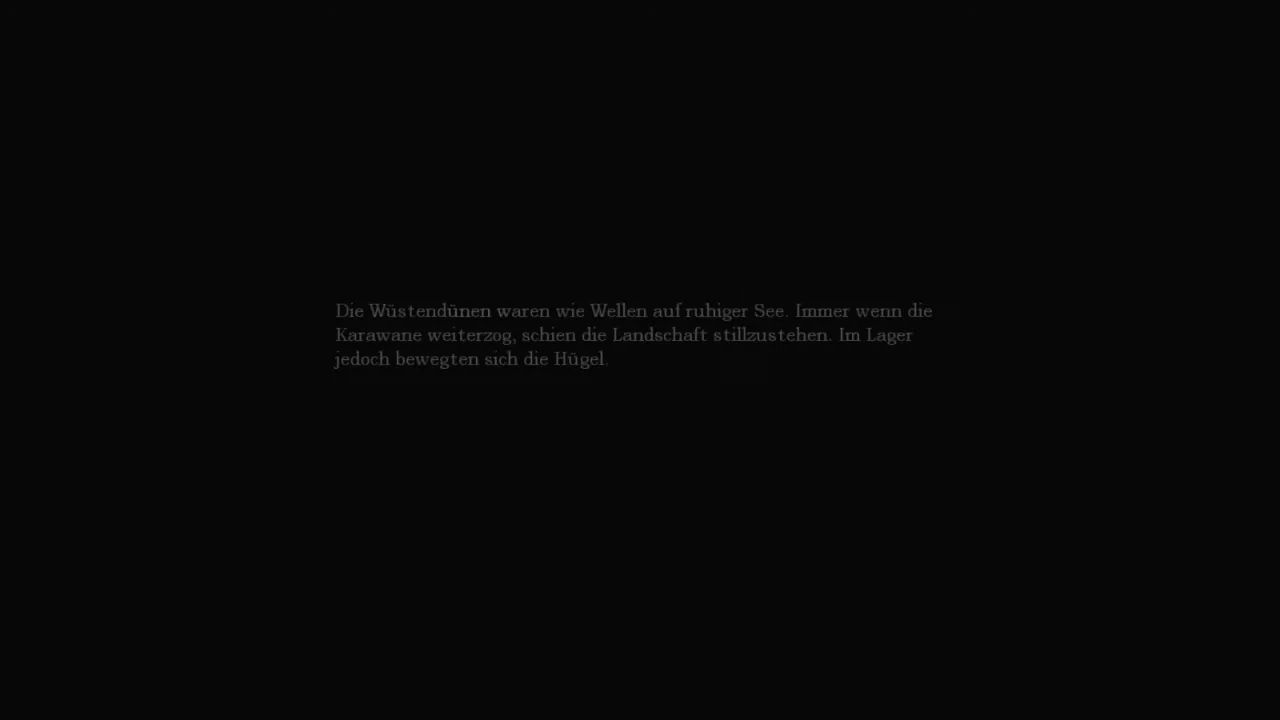 Die Wüstendünen waren wie Wellen auf ruhiger See. Immer wenn die
Karawane weiterzog, schien die Landschaft stillzustehen. Im Lager
jedoch bewegten sich die Hügel.